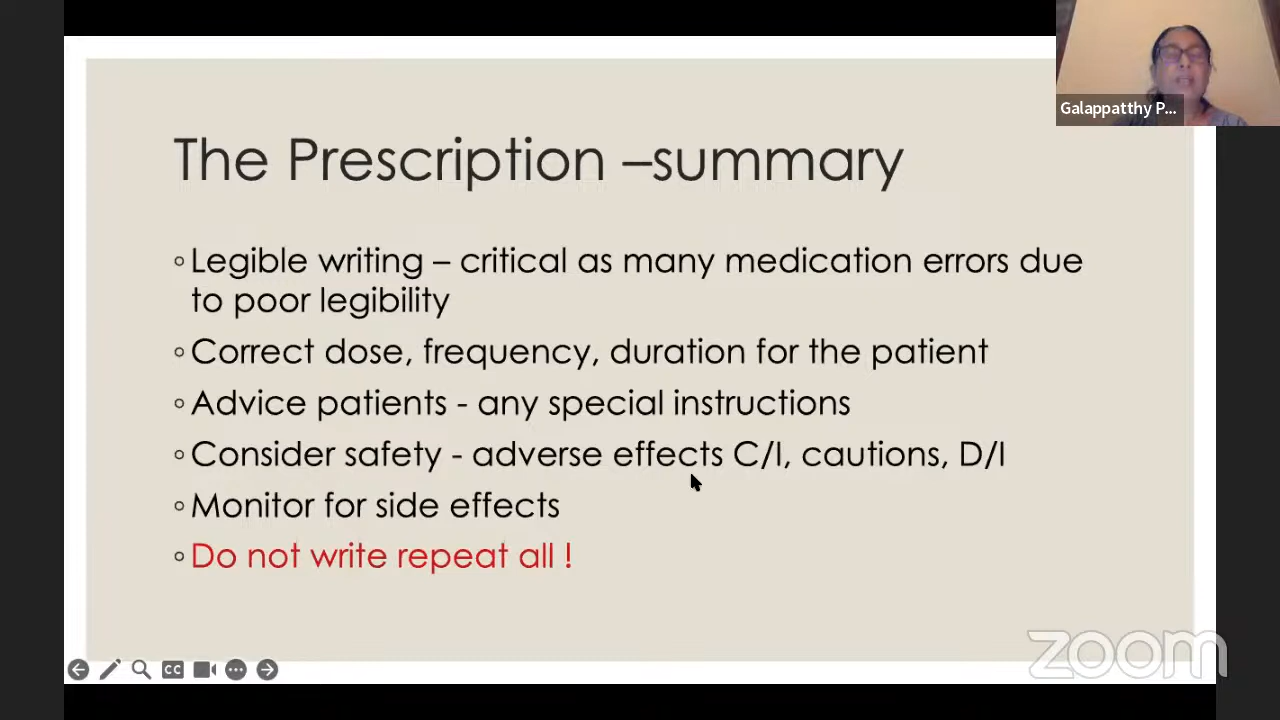 Galappatthy P...
The Prescription –summary
◦Legible writing – critical as many medication errors due
to poor legibility
◦Correct dose, frequency, duration for the patient
◦Advice patients - any special instructions
◦Consider safety - adverse effects C/I, cautions, D/I
◦Monitor for side effects
◦Do not write repeat all !
CC
zoom